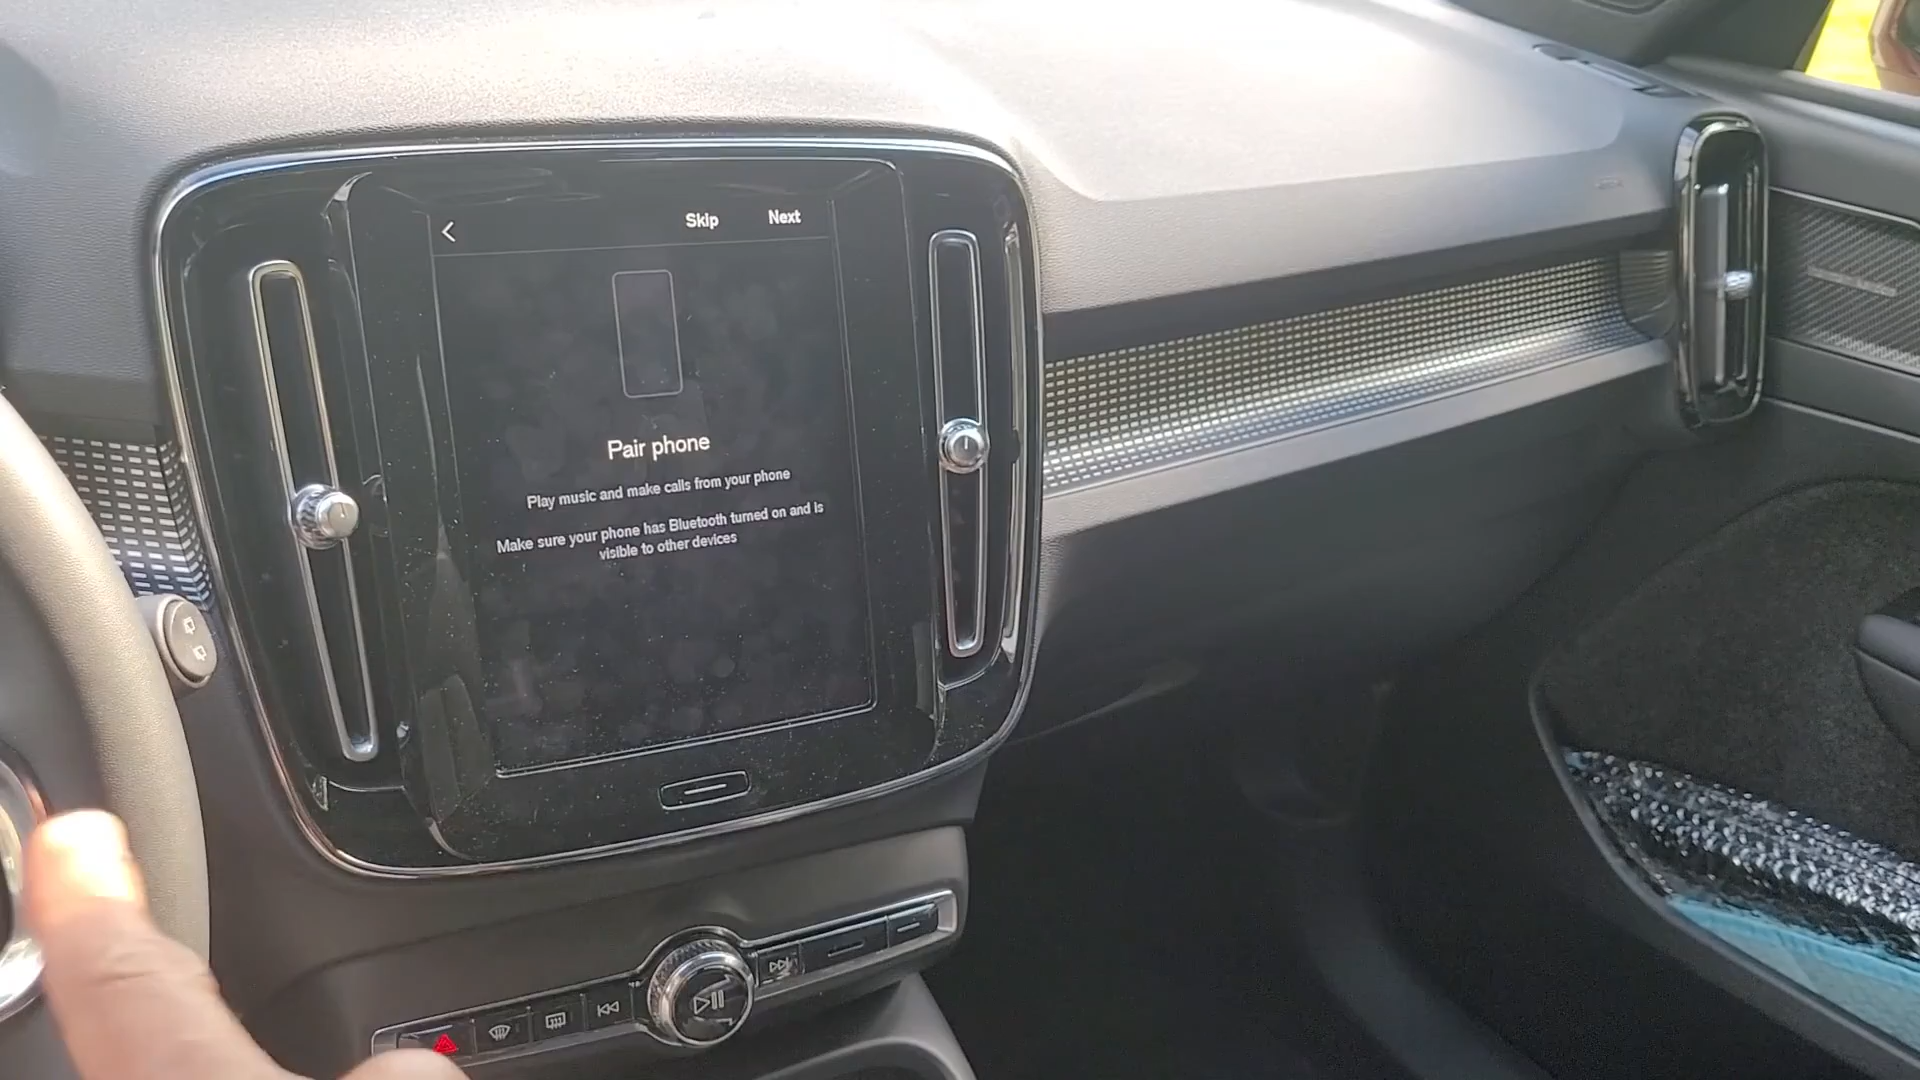 Skip Next
Pair phone
Play music and make calls from your phone
Make sure your phone has Bluetooth turned on and is
visible to other devices